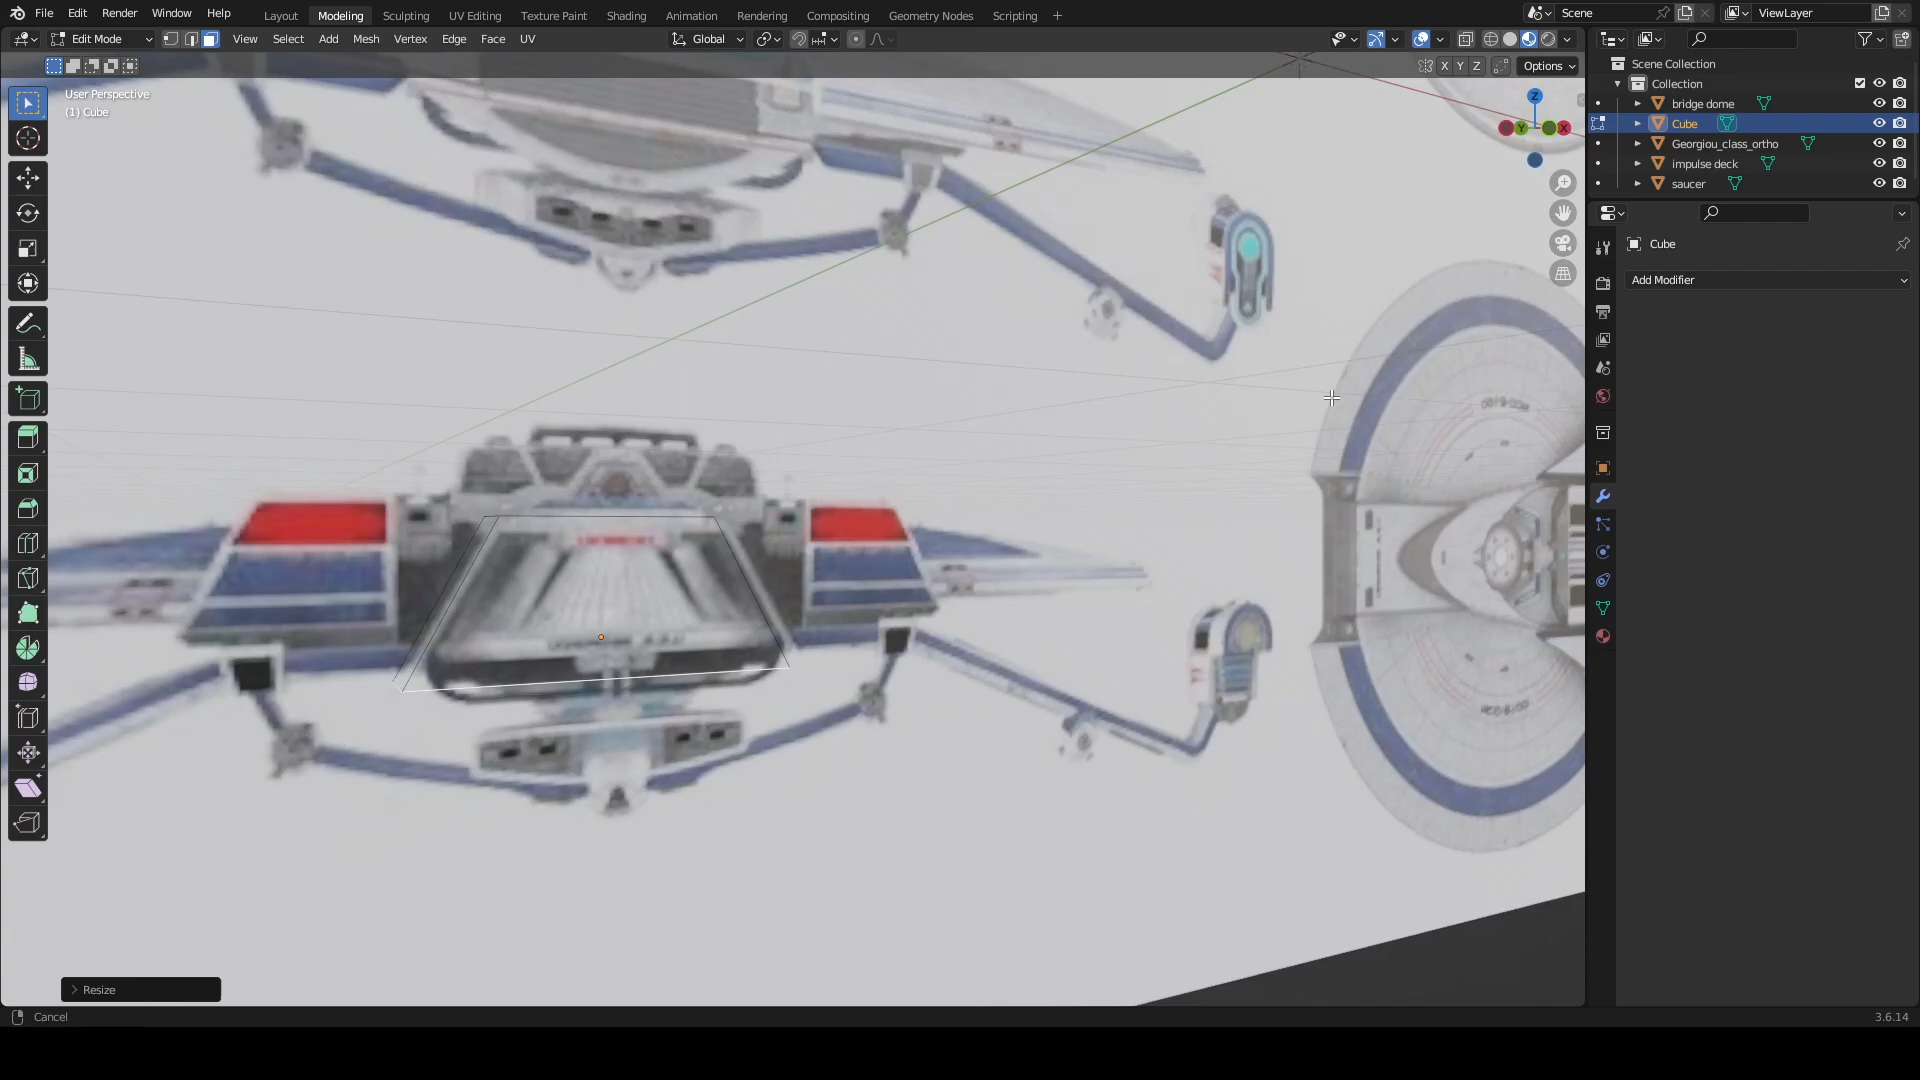 File Edit Render Window Help Layout Modeling Sculpting UV Editing Texture Paint Shading Animation Rendering Compositing Geometry Nodes Scripting + Scene ViewLayer
Edit Mode View Select Add Mesh Vertex Edge Face UV Global
X Y Z Options
Scene Collection
Collection
User Perspective
(1) Cube
bridge dome
Cube
Georgiou_class_ortho
impulse deck
saucer
Z
Y X
Cube
Add Modifier
Resize
Cancel
3.6.14